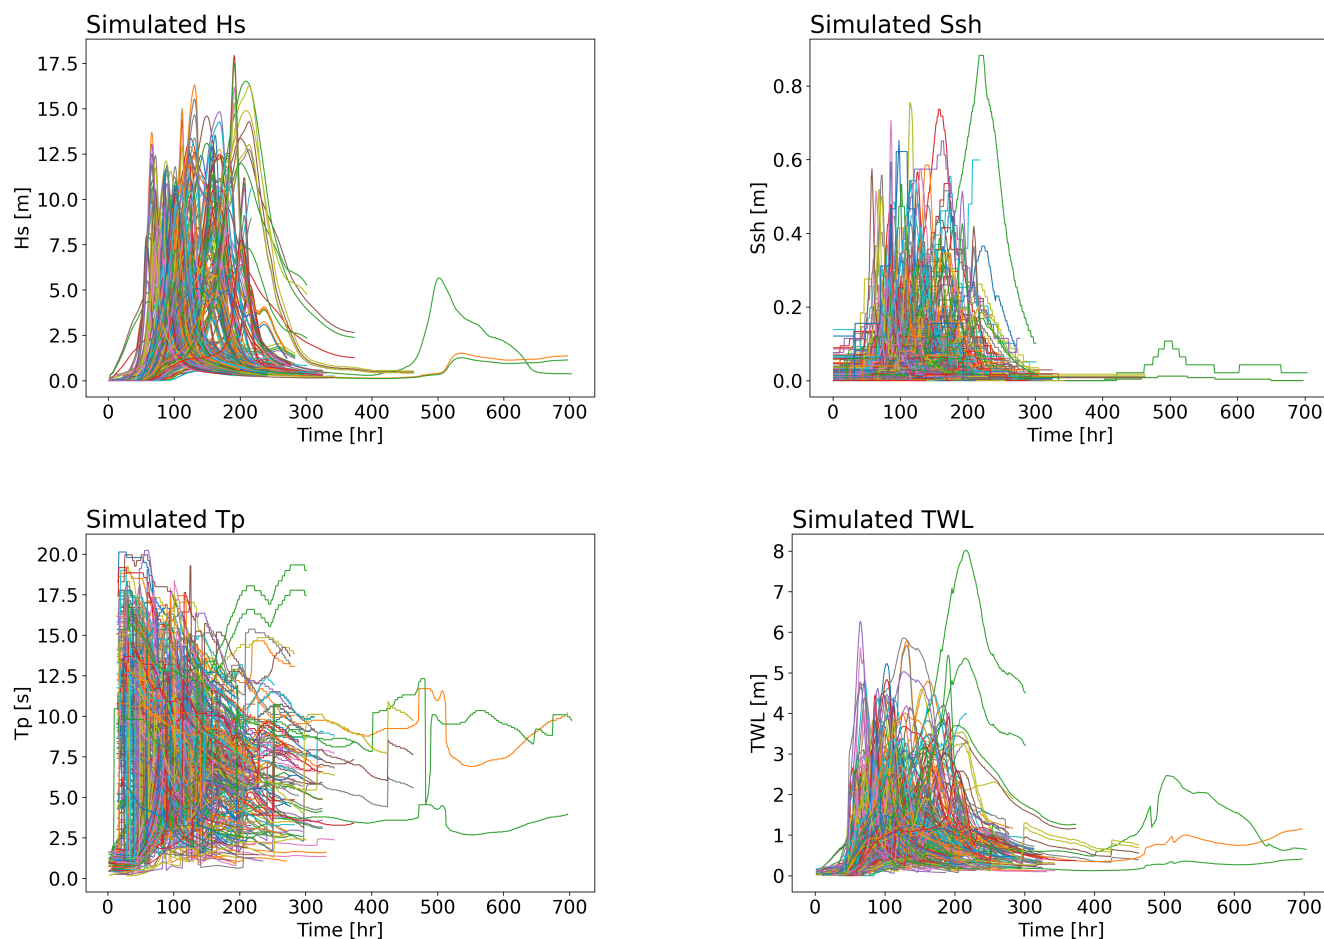 Simulated Hs
Hs [m]
17.5
15.0
12.5
10.0
7.5
5.0
2.5
0.0
0 100 200 300 400 500 600 700
Time [hr]
Simulated Ssh
Ssh [m]
0.8
0.6
0.4
0.2
0.0
0 100 200 300 400 500 600 700
Time [hr]
Simulated Tp
Tp [s]
20.0
17.5
15.0
12.5
10.0
7.5
5.0
2.5
0.0
0 100 200 300 400 500 600 700
Time [hr]
Simulated TWL
TWL [m]
8
7
6
5
4
3
2
1
0
0 100 200 300 400 500 600 700
Time [hr]